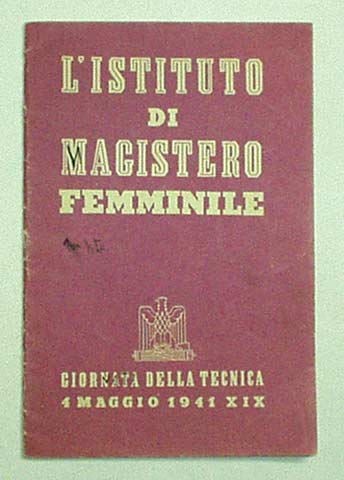 L'ISTITUTO
DI
MAGISTERO
FEMMINILE
GIORNATA DELLA TECNICA
4 MAGGIO 1941 XIX